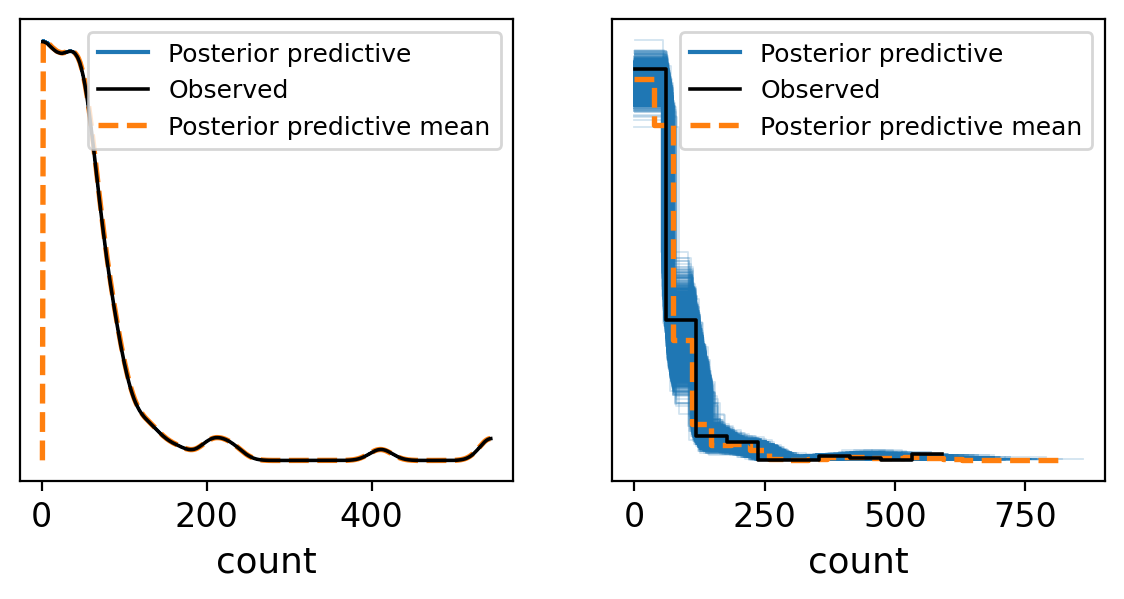 Posterior predictive
Observed
Posterior predictive mean
0
200
400
count
Posterior predictive
Observed
Posterior predictive mean
0
250
500
750
count